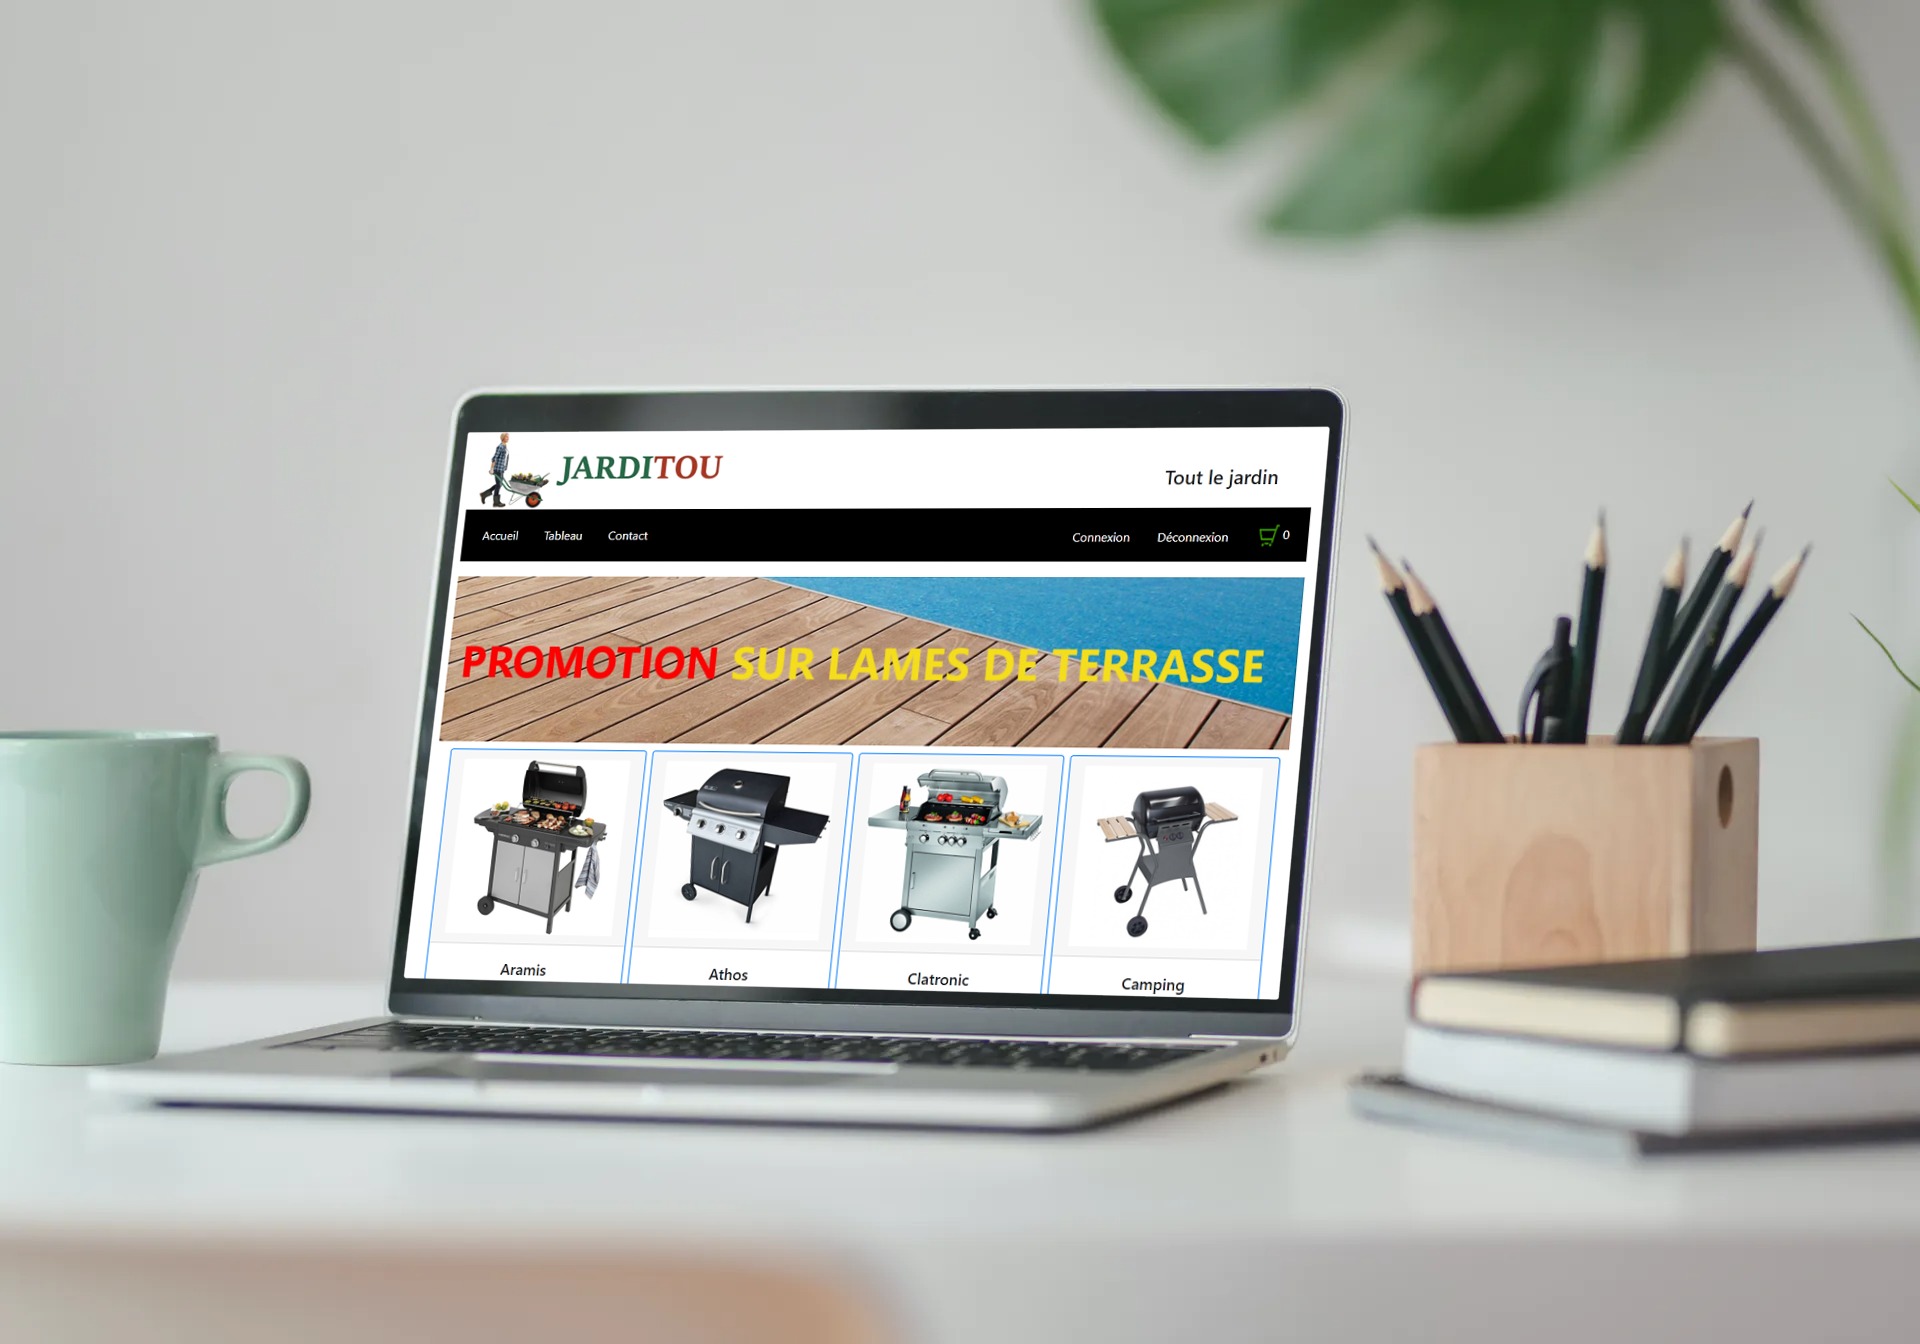 JARDITOU
Tout le jardin
Accueil Tableau Contact Connexion Déconnexion 0
PROMOTION SUR LAMES DE TERRASSE
Aramis Athos Clatronic Camping